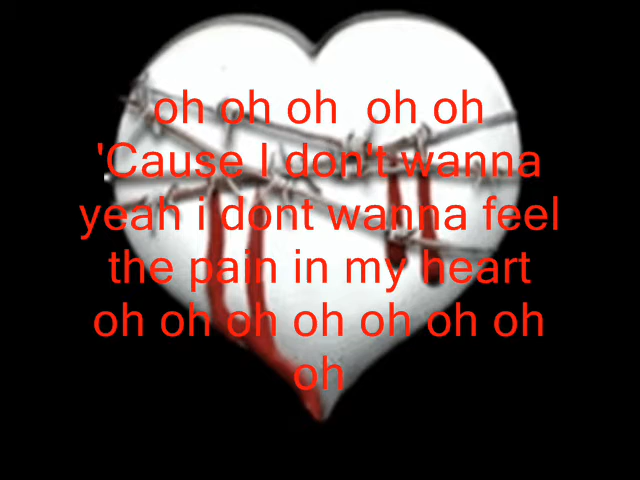 oh oh oh  oh oh
'Cause I don't wanna
yeah i dont wanna feel
the pain in my heart
oh oh oh oh oh oh oh
oh